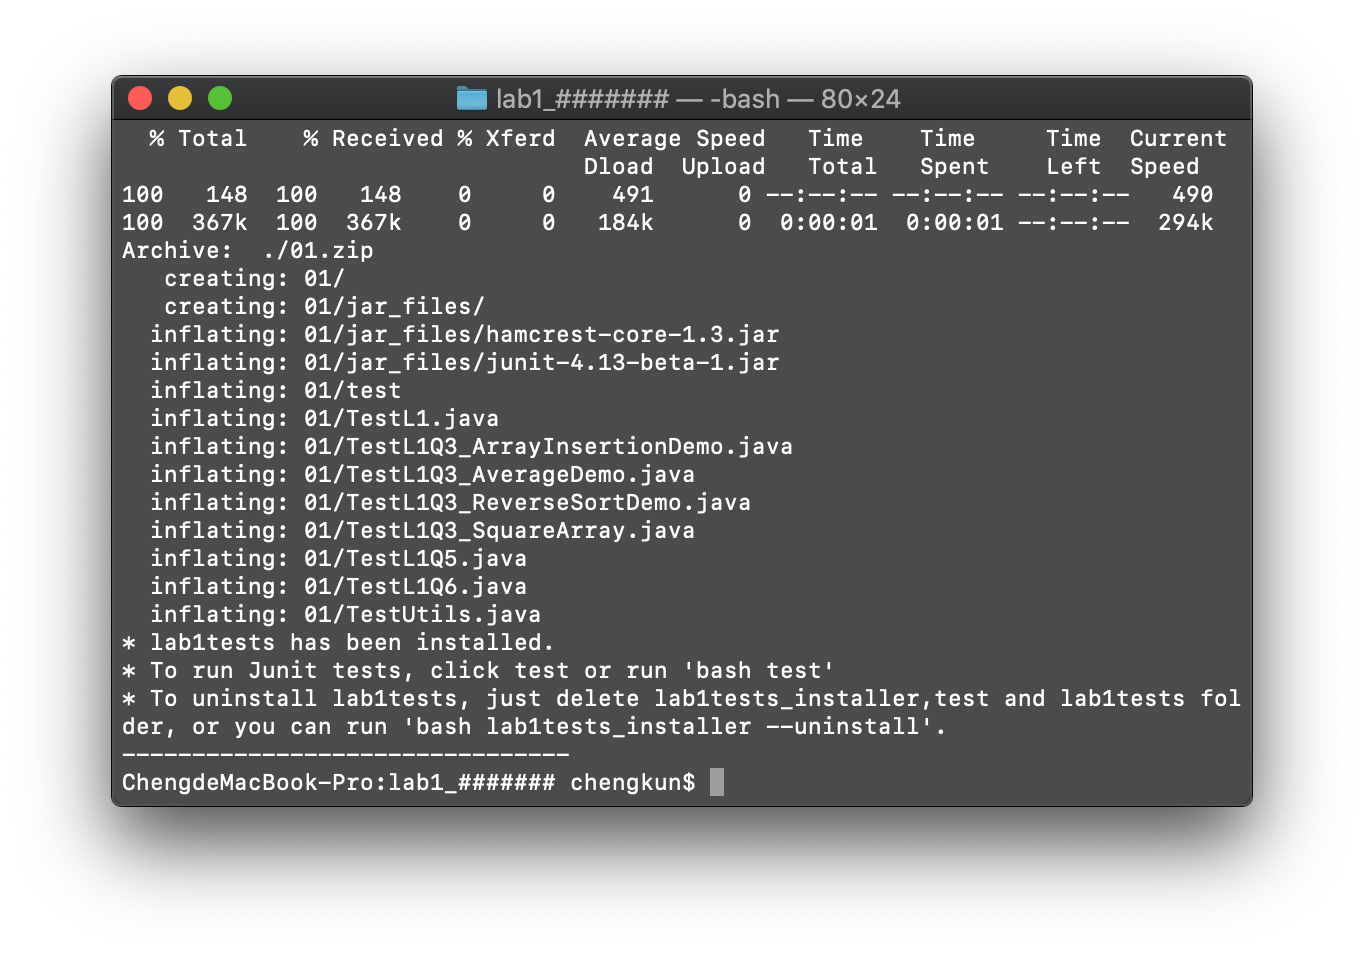 lab1_####### — -bash — 80×24
  % Total    % Received % Xferd  Average Speed   Time    Time     Time  Current
                                 Dload  Upload   Total   Spent    Left  Speed
100   148  100   148    0     0    491      0 --:--:-- --:--:-- --:--:--   490
100  367k  100  367k    0     0   184k      0  0:00:01  0:00:01 --:--:--  294k
Archive:  ./01.zip
   creating: 01/
   creating: 01/jar_files/
  inflating: 01/jar_files/hamcrest-core-1.3.jar
  inflating: 01/jar_files/junit-4.13-beta-1.jar
  inflating: 01/test
  inflating: 01/TestL1.java
  inflating: 01/TestL1Q3_ArrayInsertionDemo.java
  inflating: 01/TestL1Q3_AverageDemo.java
  inflating: 01/TestL1Q3_ReverseSortDemo.java
  inflating: 01/TestL1Q3_SquareArray.java
  inflating: 01/TestL1Q5.java
  inflating: 01/TestL1Q6.java
  inflating: 01/TestUtils.java
* lab1tests has been installed.
* To run Junit tests, click test or run 'bash test'
* To uninstall lab1tests, just delete lab1tests_installer,test and lab1tests fol
der, or you can run 'bash lab1tests_installer --uninstall'.
--------------------------------
ChengdeMacBook-Pro:lab1_####### chengkun$